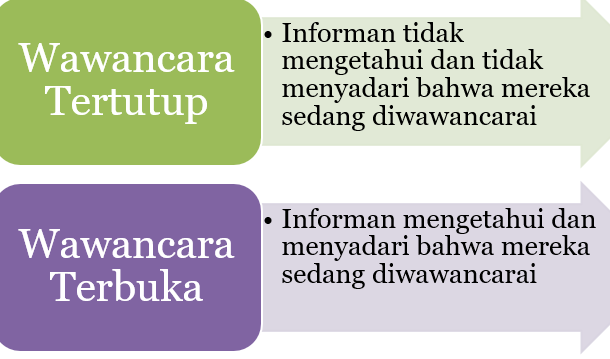 Wawancara
Tertutup
• Informan tidak
mengetahui dan tidak
menyadari bahwa mereka
sedang diwawancarai
Wawancara
Terbuka
• Informan mengetahui dan
menyadari bahwa mereka
sedang diwawancarai